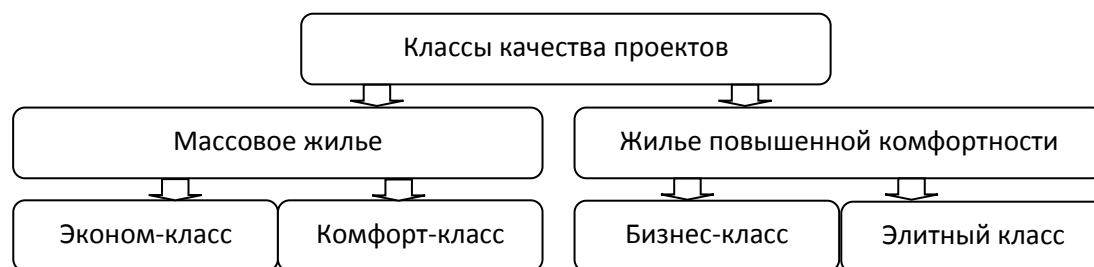 Классы качества проектов
Массовое жилье
Жилье повышенной комфортности
Эконом-класс
Комфорт-класс
Бизнес-класс
Элитный класс